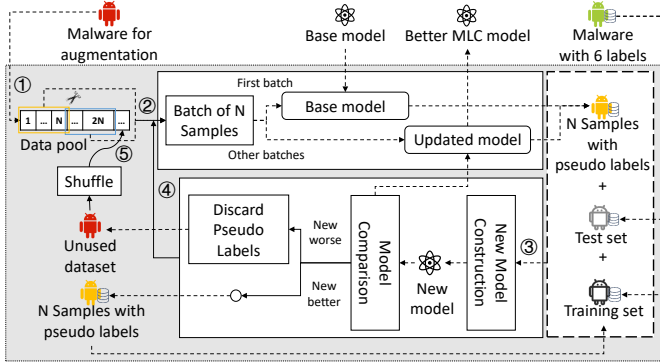 Malware for
augmentation
Base model
Better MLC model
Malware
with 6 labels
①
1 ... N ... 2N ...
Data pool
②
⑤
Batch of N
Samples
First batch
Other batches
Base model
Updated model
N Samples
with
pseudo labels
+
Test set
+
Training set
Shuffle
Unused
dataset
④
Discard
Pseudo
Labels
New
worse
New
better
Model
Comparison
New
model
New Model
Construction
③
N Samples with
pseudo labels